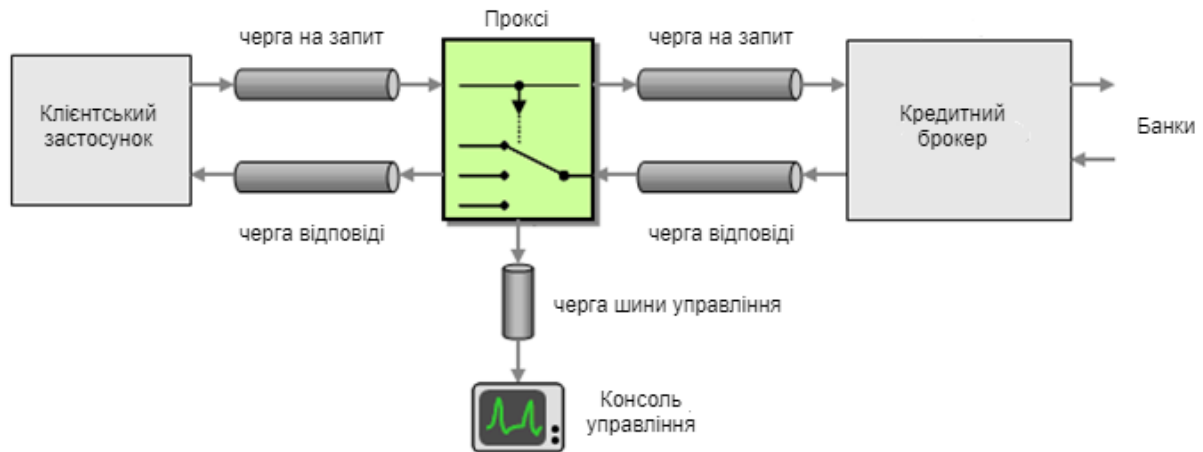 Проксі
черга на запит
черга на запит
Клієнтський
застосунок
Кредитний
брокер
Банки
черга відповіді
черга відповіді
черга шини управління
Консоль
управління